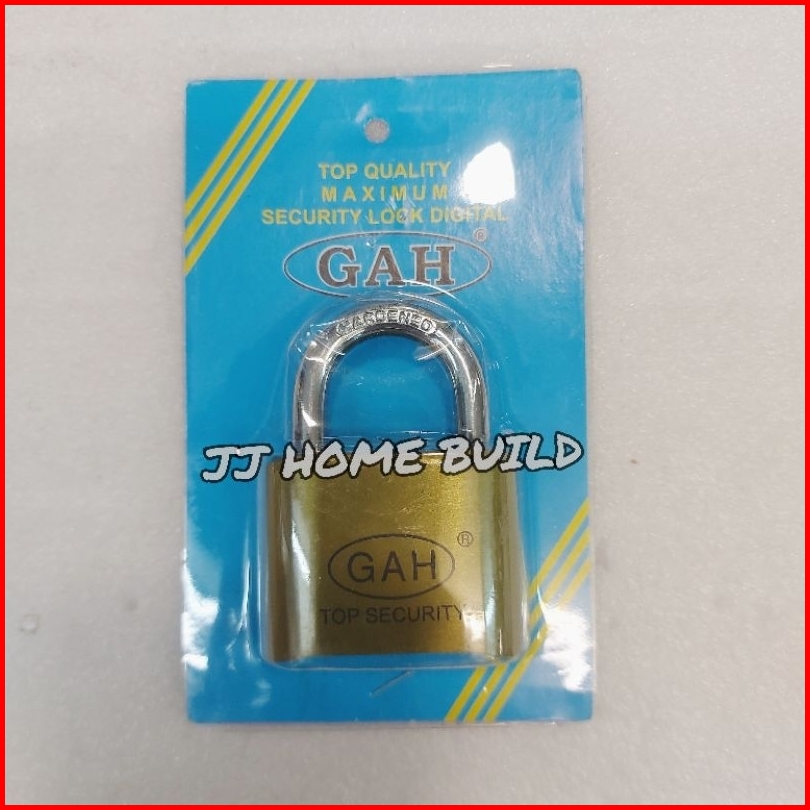 TOP QUALITY
MAXIMUM
SECURITY LOCK DIGITAL
GAH ®
HARDENED
JJ HOME BUILD
GAH ®
TOP SECURITY